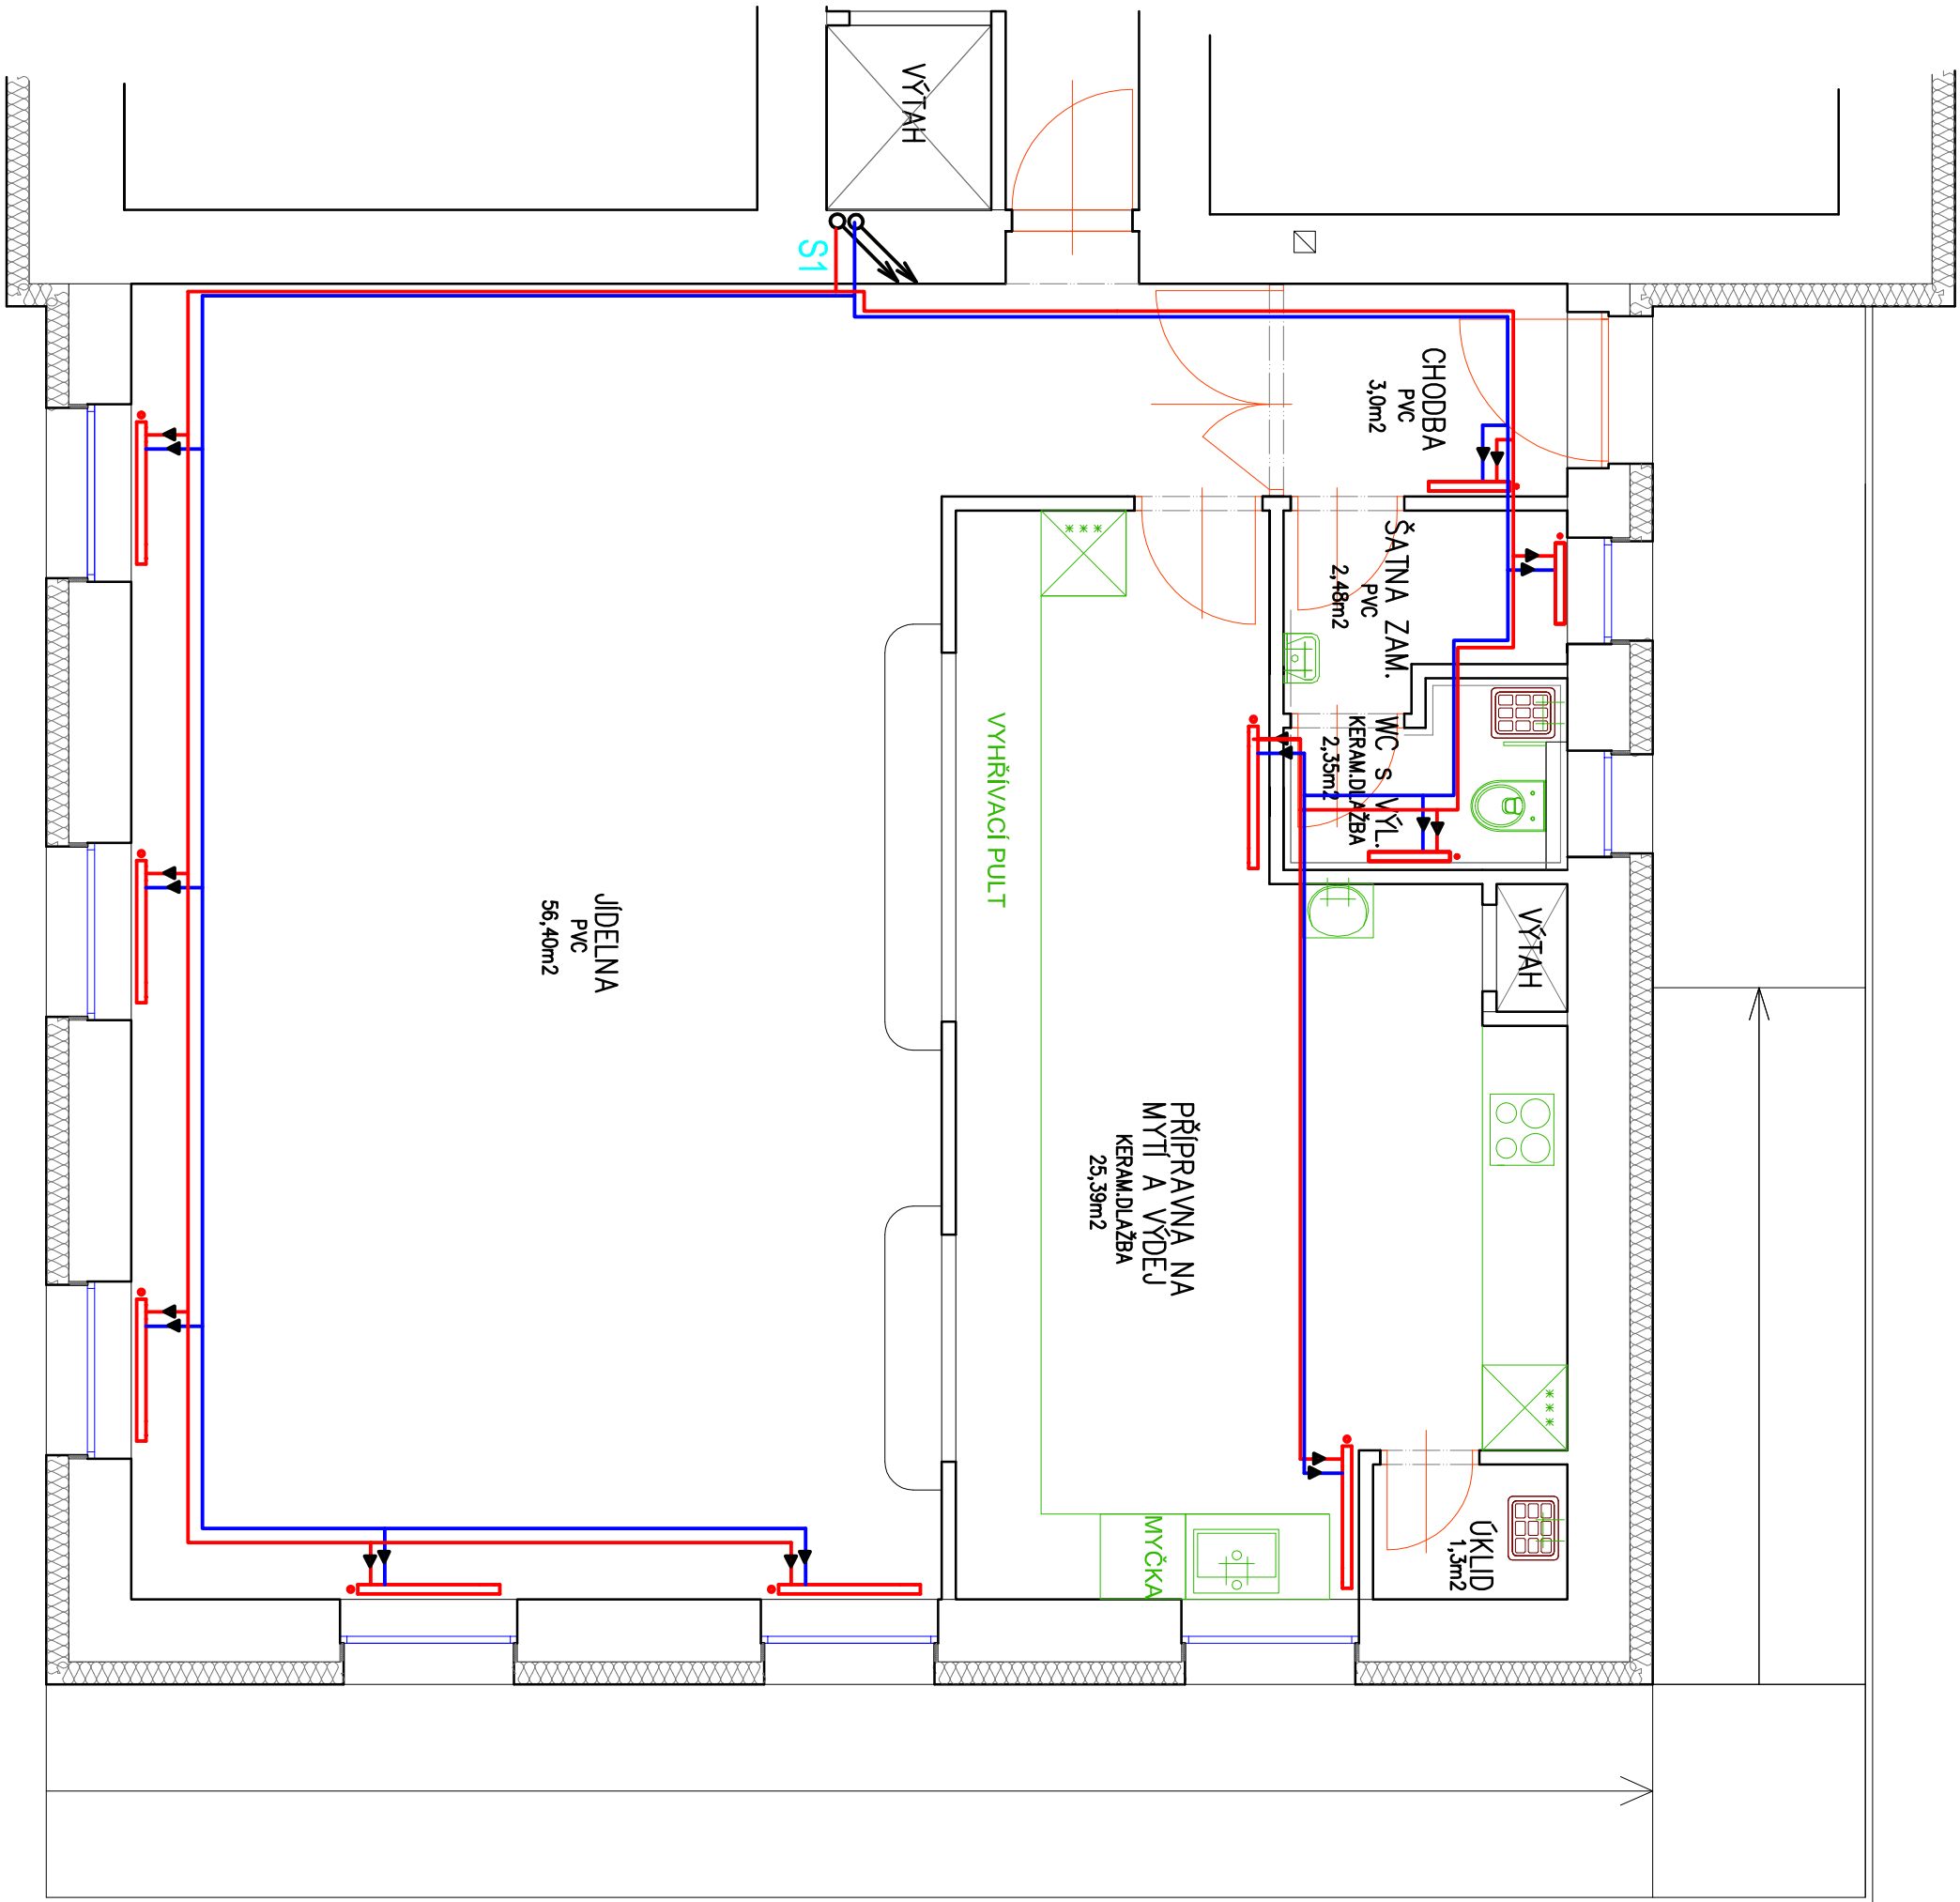 VÝTAH
S1
CHODBA
PVC
3,0m2
ŠATNA ZAM.
PVC
2,48m2
WC s VÝL.
KERAM.DLAŽBA
2,35m2
VÝTAH
VYHŘÍVACÍ PULT
JÍDELNA
PVC
56,40m2
PŘÍPRAVNA NA
MYTÍ A VÝDEJ
KERAM.DLAŽBA
25,39m2
MYČKA
ÚKLID
1,3m2